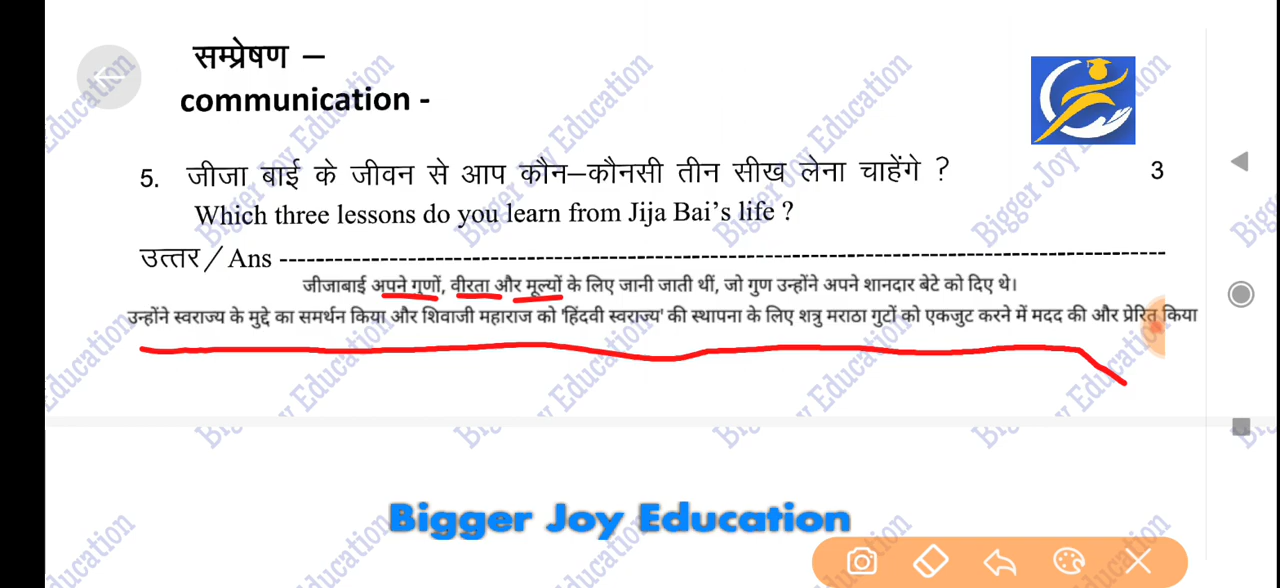 सम्प्रेषण –
communication -
5. जीजा बाई के जीवन से आप कौन–कौनसी तीन सीख लेना चाहेंगे ? 3
Which three lessons do you learn from Jija Bai's life ?
उत्तर / Ans ------------------------------------------------------------
जीजाबाई अपने गुणों, वीरता और मूल्यों के लिए जानी जाती थीं, जो गुण उन्होंने अपने शानदार बेटे को दिए थे।
उन्होंने स्वराज्य के मुद्दे का समर्थन किया और शिवाजी महाराज को 'हिंदवी स्वराज्य' की स्थापना के लिए शत्रु मराठा गुटों को एकजुट करने में मदद की और प्रेरित किया
Bigger Joy Education